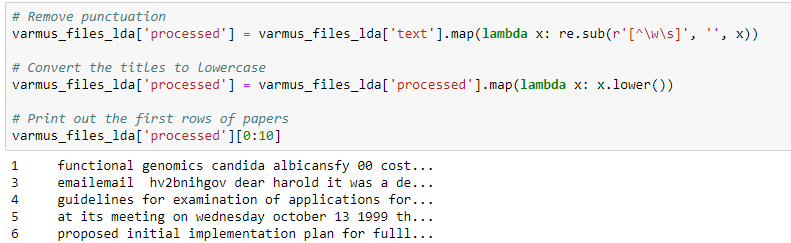 # Remove punctuation
varmus_files_lda['processed'] = varmus_files_lda['text'].map(lambda x: re.sub(r'[^\w\s]', '', x))
# Convert the titles to lowercase
varmus_files_lda['processed'] = varmus_files_lda['processed'].map(lambda x: x.lower())
# Print out the first rows of papers
varmus_files_lda['processed'][0:10]
1 functional genomics candida albicansfy 00 cost...
3 emailemail hv2bnihgov dear harold it was a de...
4 guidelines for examination of applications for...
5 at its meeting on wednesday october 13 1999 th...
6 proposed initial implementation plan for fulll...